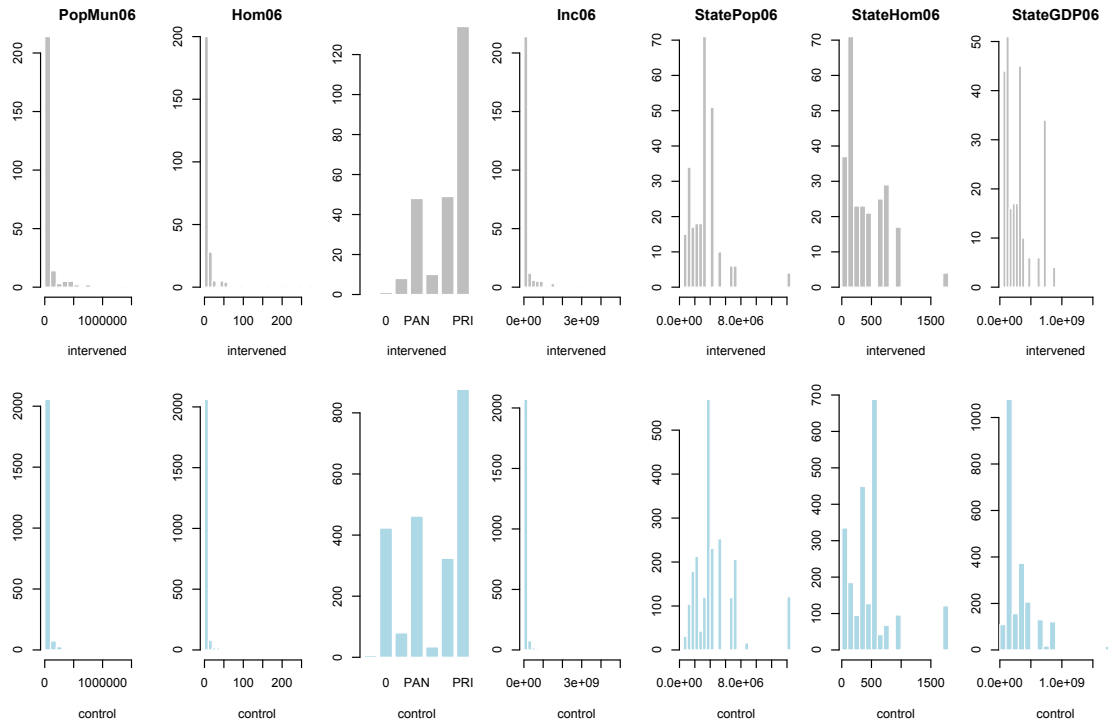 PopMun06 Hom06 Inc06 StatePop06 StateHom06 StateGDP06
0 50 100 150 200
0 1000000
intervened
0 50 100 150 200
0 100 200
intervened
0 20 40 60 80 100 120
0 PAN PRI
intervened
0 50 100 150 200
0e+00 3e+09
intervened
0 10 20 30 40 50 60 70
0.0e+00 8.0e+06
intervened
0 10 20 30 40 50 60 70
0 500 1500
intervened
0 10 20 30 40 50
0.0e+00 1.0e+09
intervened
0 500 1000 1500 2000
0 1000000
control
0 500 1000 1500 2000
0 100 200
control
0 200 400 600 800
0 PAN PRI
control
0 500 1000 1500 2000
0e+00 3e+09
control
0 100 200 300 400 500
0.0e+00 8.0e+06
control
0 100 200 300 400 500 600 700
0 500 1500
control
0 200 400 600 800 1000
0.0e+00 1.0e+09
control